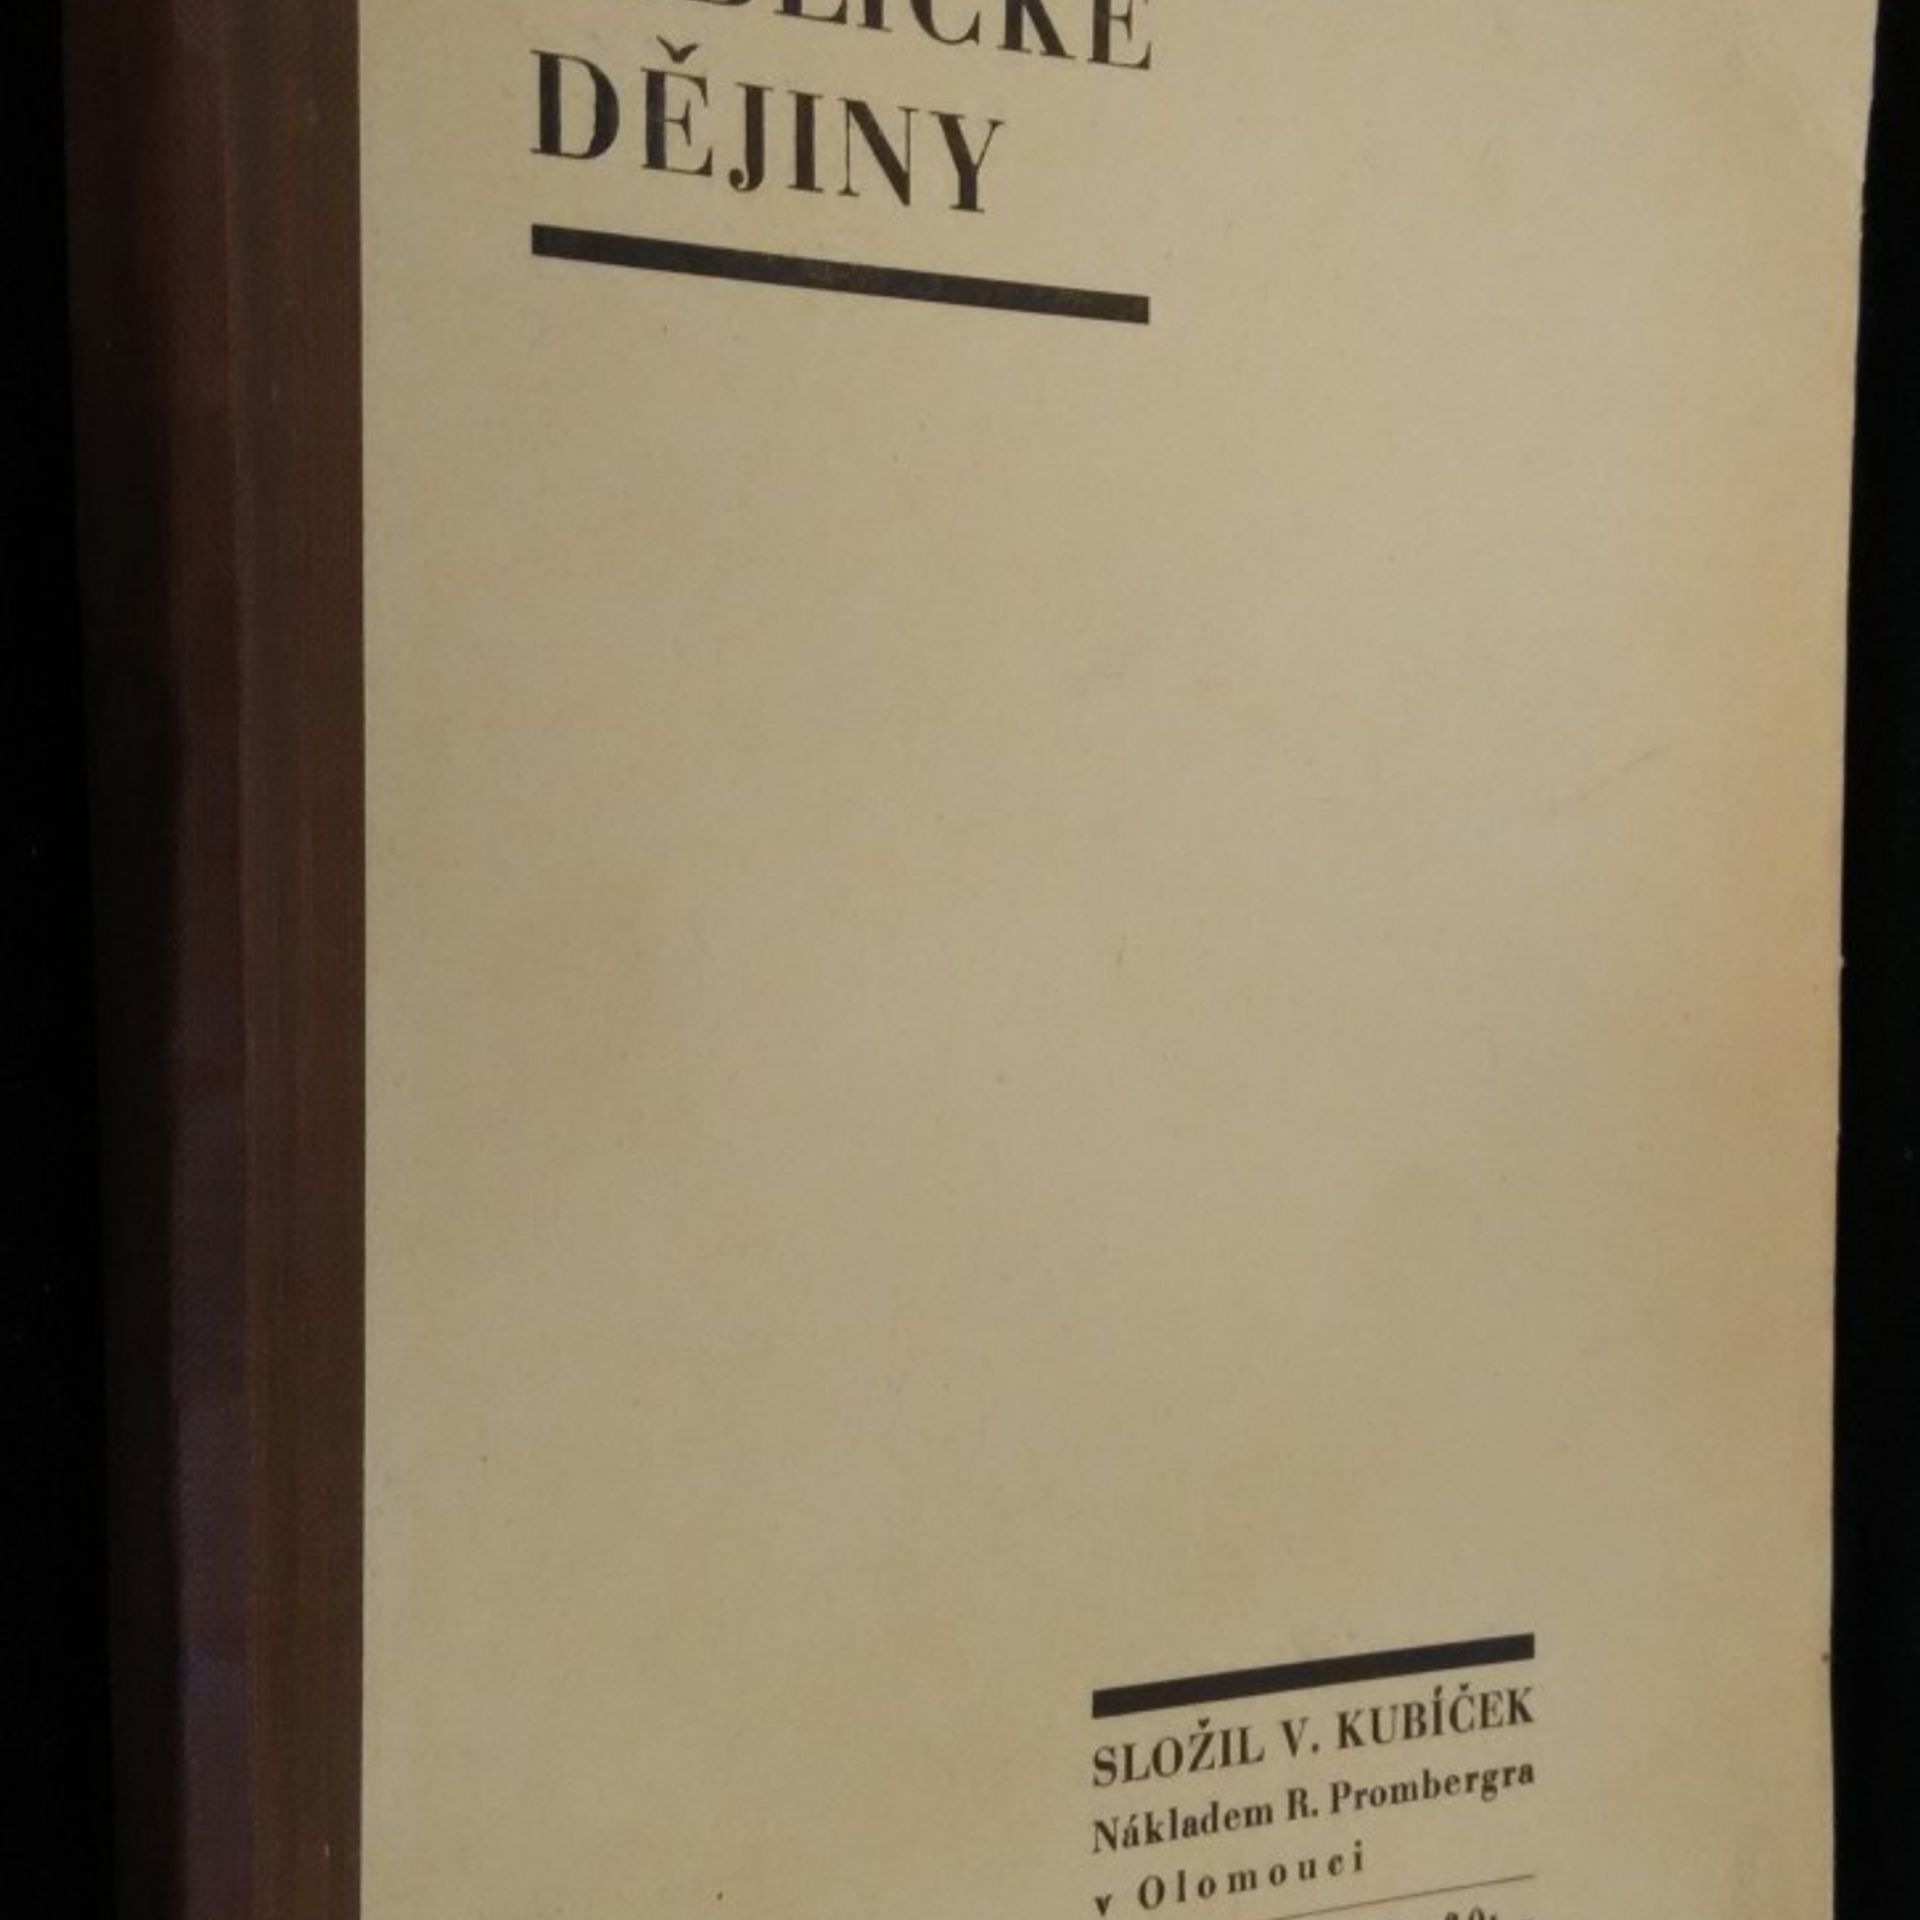 DĚJINY
SLOŽIL V. KUBÍČEK
Nákladem R. Prombergra
v Olomouci